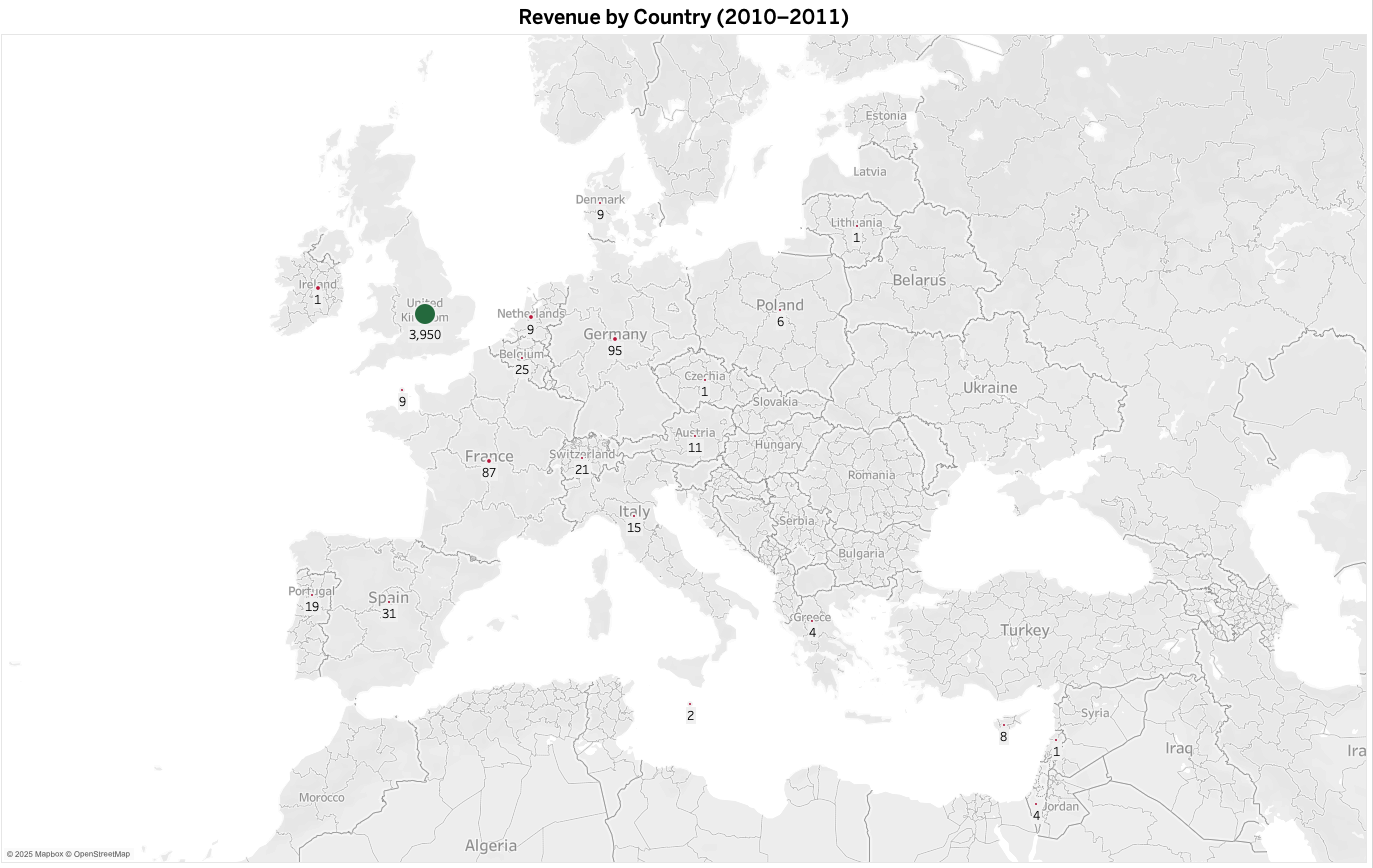 Revenue by Country (2010–2011)
Estonia
Latvia
Denmark
9
Lithuania
1
Belarus
Ireland
1
United
Kingdom
3,950
Netherlands
9
Germany
95
Poland
6
Belgium
25
Czechia
1
Ukraine
9
Slovakia
Austria
11
Hungary
France
87
Switzerland
21
Romania
Italy
15
Serbia
Bulgaria
Portugal
19
Spain
31
Greece
4
Turkey
2
Syria
8
1
Iraq
Ira
Morocco
4
Jordan
Algeria
© 2025 Mapbox © OpenStreetMap